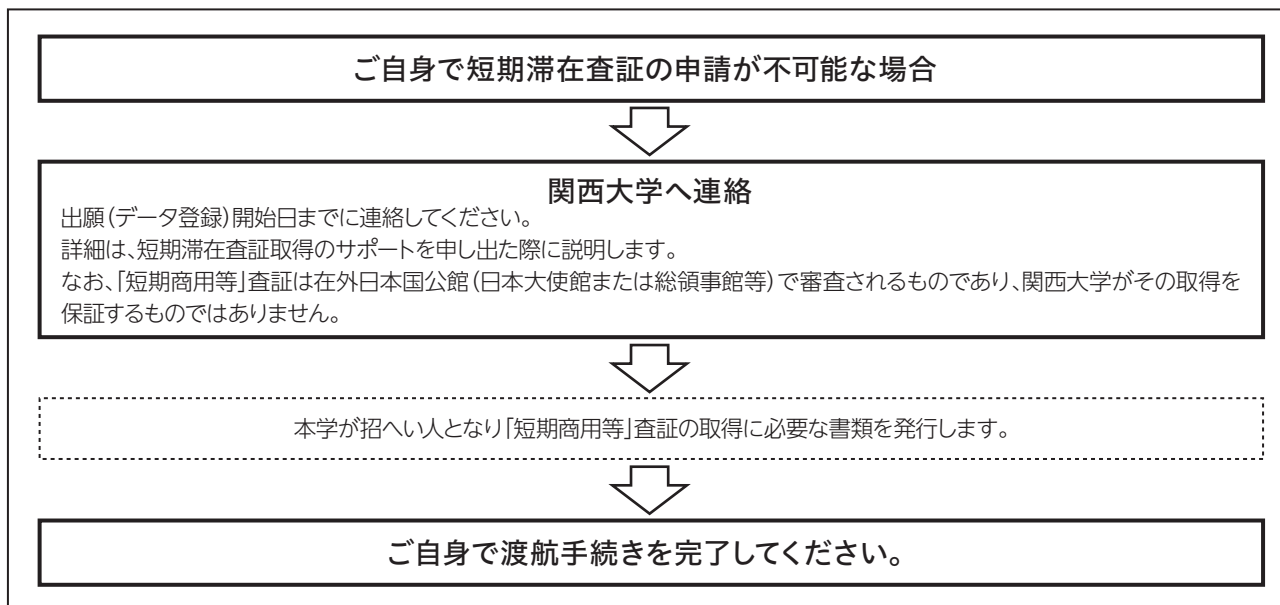 ご自身で短期滞在査証の申請が不可能な場合
関西大学へ連絡
出願(データ登録)開始日までに連絡してください。
詳細は、短期滞在査証取得のサポートを申し出た際に説明します。
なお、「短期商用等」査証は在外日本国公館(日本大使館または総領事館等)で審査されるものであり、関西大学がその取得を
保証するものではありません。
本学が招へい人となり「短期商用等」査証の取得に必要な書類を発行します。
ご自身で渡航手続きを完了してください。